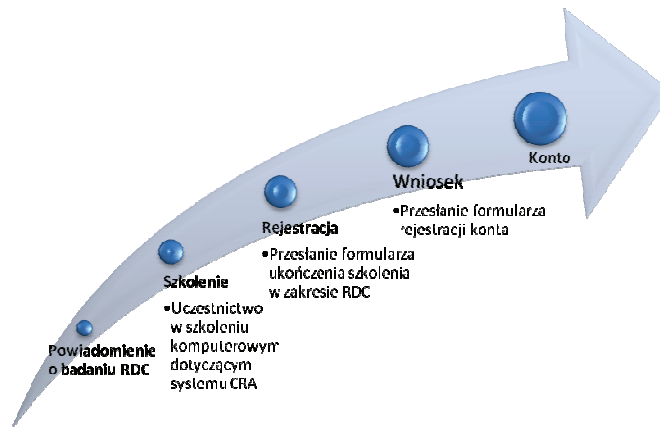 Powiadomienie
o badaniu RDC
Szkolenie
•Uczestnictwo
w szkoleniu
komputerowym
dotyczącym
systemu CRA
Rejestracja
•Przesłanie formularza
ukończenia szkolenia
w zakresie RDC
Wniosek
•Przesłanie formularza
rejestracji konta
Konto